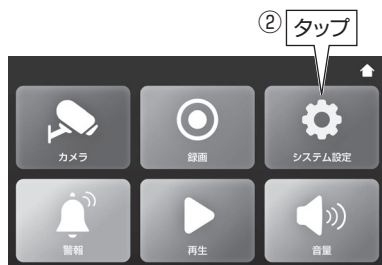 ② タップ
カメラ
録画
システム設定
警報
再生
音量